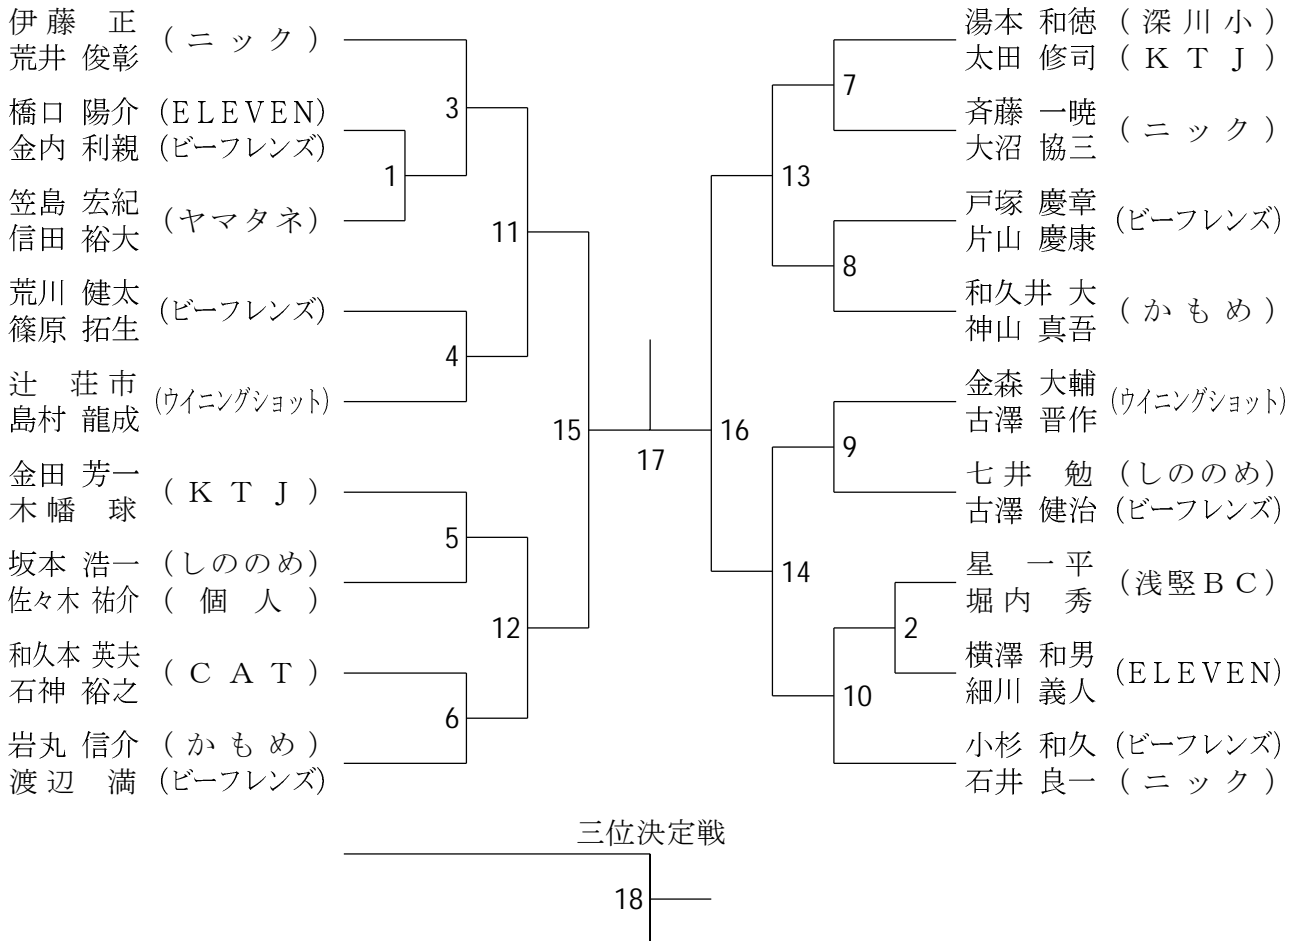 伊藤 正 (ニック)
荒井 俊彰
橋口 陽介 (ELEVEN)
金内 利親 (ビーフレンズ)
笠島 宏紀 (ヤマタネ)
信田 裕大
荒川 健太 (ビーフレンズ)
篠原 拓生
辻 荘市 (ウイニングショット)
島村 龍成
金田 芳一 (KTJ)
木幡 球
坂本 浩一 (しののめ)
佐々木 祐介 (個人)
和久本 英夫 (CAT)
石神 裕之
岩丸 信介 (かもめ)
渡辺 満 (ビーフレンズ)
1
3
4
5
6
11
12
15
17
16
13
14
7
8
9
2
10
湯本 和徳 (深川小)
太田 修司 (KTJ)
斉藤 一暁 (ニック)
大沼 協三
戸塚 慶章 (ビーフレンズ)
片山 慶康
和久井 大 (かもめ)
神山 真吾
金森 大輔 (ウイニングショット)
古澤 晋作
七井 勉 (しののめ)
古澤 健治 (ビーフレンズ)
星 一平 (浅竪BC)
堀内 秀
横澤 和男 (ELEVEN)
細川 義人
小杉 和久 (ビーフレンズ)
石井 良一 (ニック)
三位決定戦
18